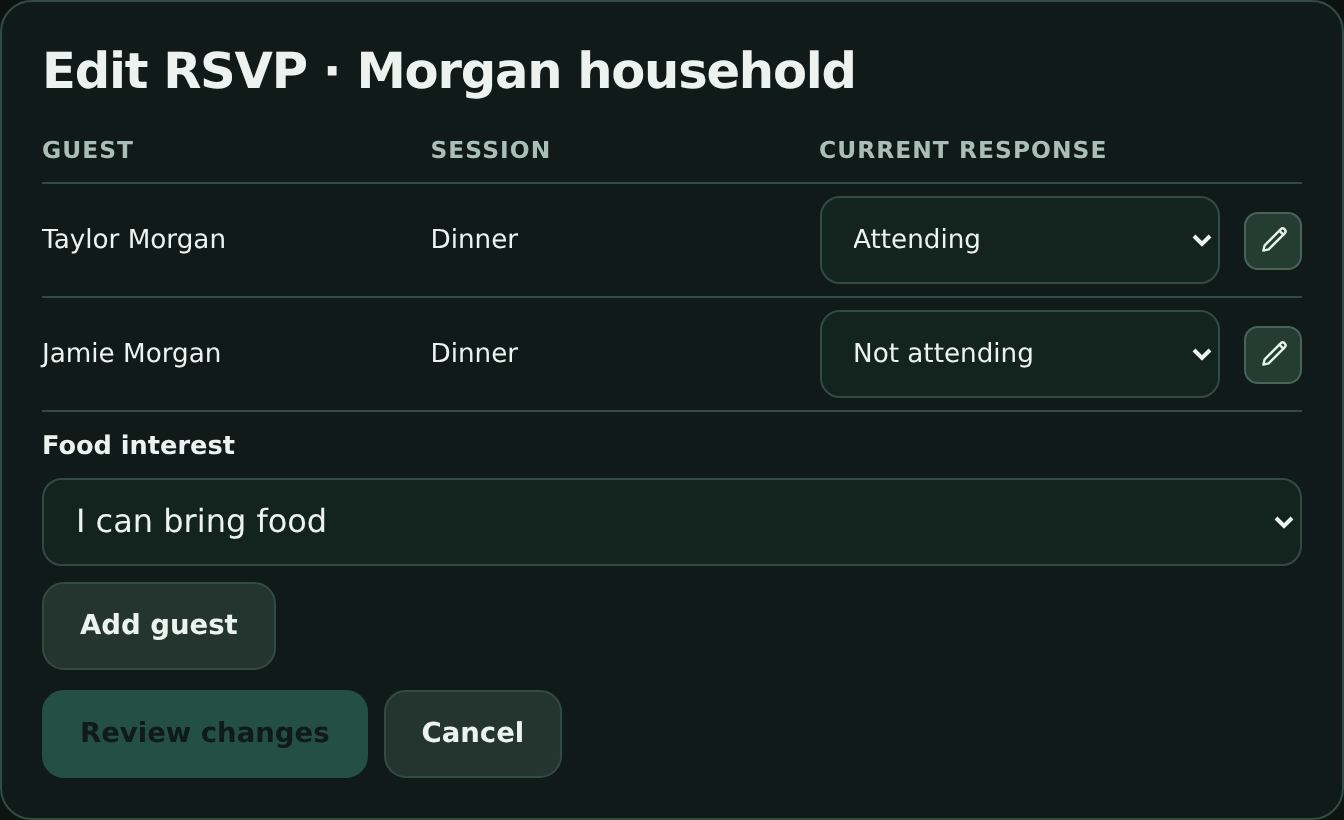 Edit RSVP · Morgan household
GUEST SESSION CURRENT RESPONSE
Taylor Morgan Dinner Attending
Jamie Morgan Dinner Not attending
Food interest
I can bring food
Add guest
Review changes Cancel